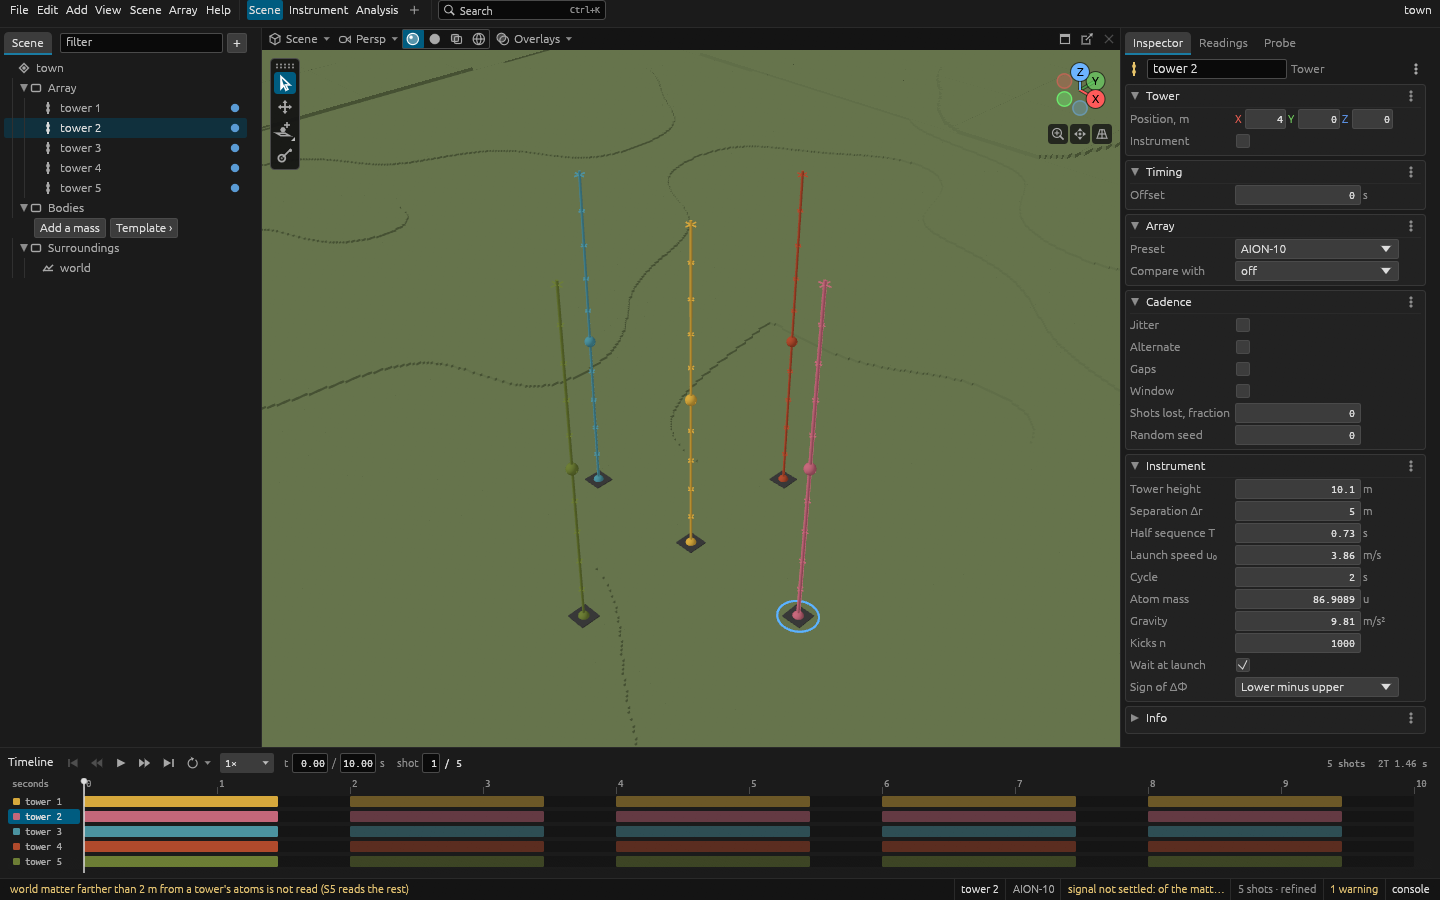 File Edit Add View Scene Array Help Scene Instrument Analysis + Search Ctrl+K town
Scene filter +
Scene Persp Overlays
Inspector Readings Probe
town
Array
tower 1
tower 2
tower 3
tower 4
tower 5
Bodies
Add a mass Template ›
Surroundings
world
Z
Y
X
tower 2 Tower
Tower
Position, m X 4 Y 0 Z 0
Instrument
Timing
Offset 0 s
Array
Preset AION-10
Compare with off
Cadence
Jitter
Alternate
Gaps
Window
Shots lost, fraction 0
Random seed 0
Instrument
Tower height 10.1 m
Separation Δr 5 m
Half sequence T 0.73 s
Launch speed u₀ 3.86 m/s
Cycle 2 s
Atom mass 86.9089 u
Gravity 9.81 m/s²
Kicks n 1000
Wait at launch
Sign of ΔΦ Lower minus upper
Info
Timeline 1× t 0.00 / 10.00 s shot 1 / 5 5 shots 2T 1.46 s
seconds 0 1 2 3 4 5 6 7 8 9 10
tower 1
tower 2
tower 3
tower 4
tower 5
world matter farther than 2 m from a tower's atoms is not read (S5 reads the rest) tower 2 AION-10 signal not settled: of the matt... 5 shots · refined 1 warning console